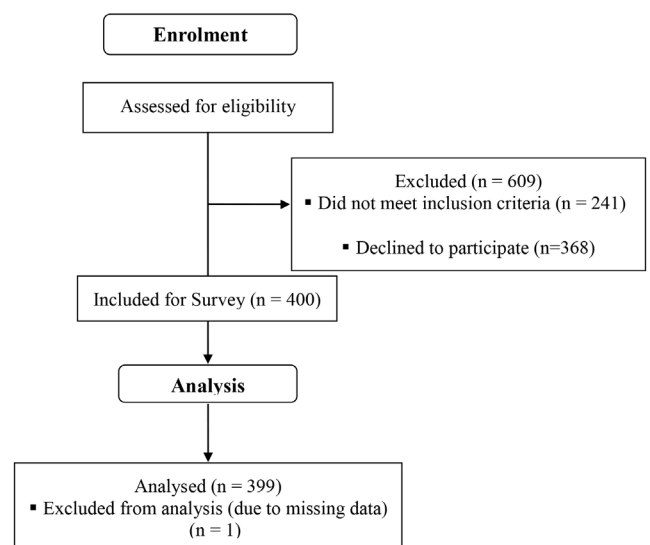 Enrolment
Assessed for eligibility
Excluded (n = 609)
▪ Did not meet inclusion criteria (n = 241)
▪ Declined to participate (n=368)
Included for Survey (n = 400)
Analysis
Analysed (n = 399)
▪ Excluded from analysis (due to missing data)
(n = 1)